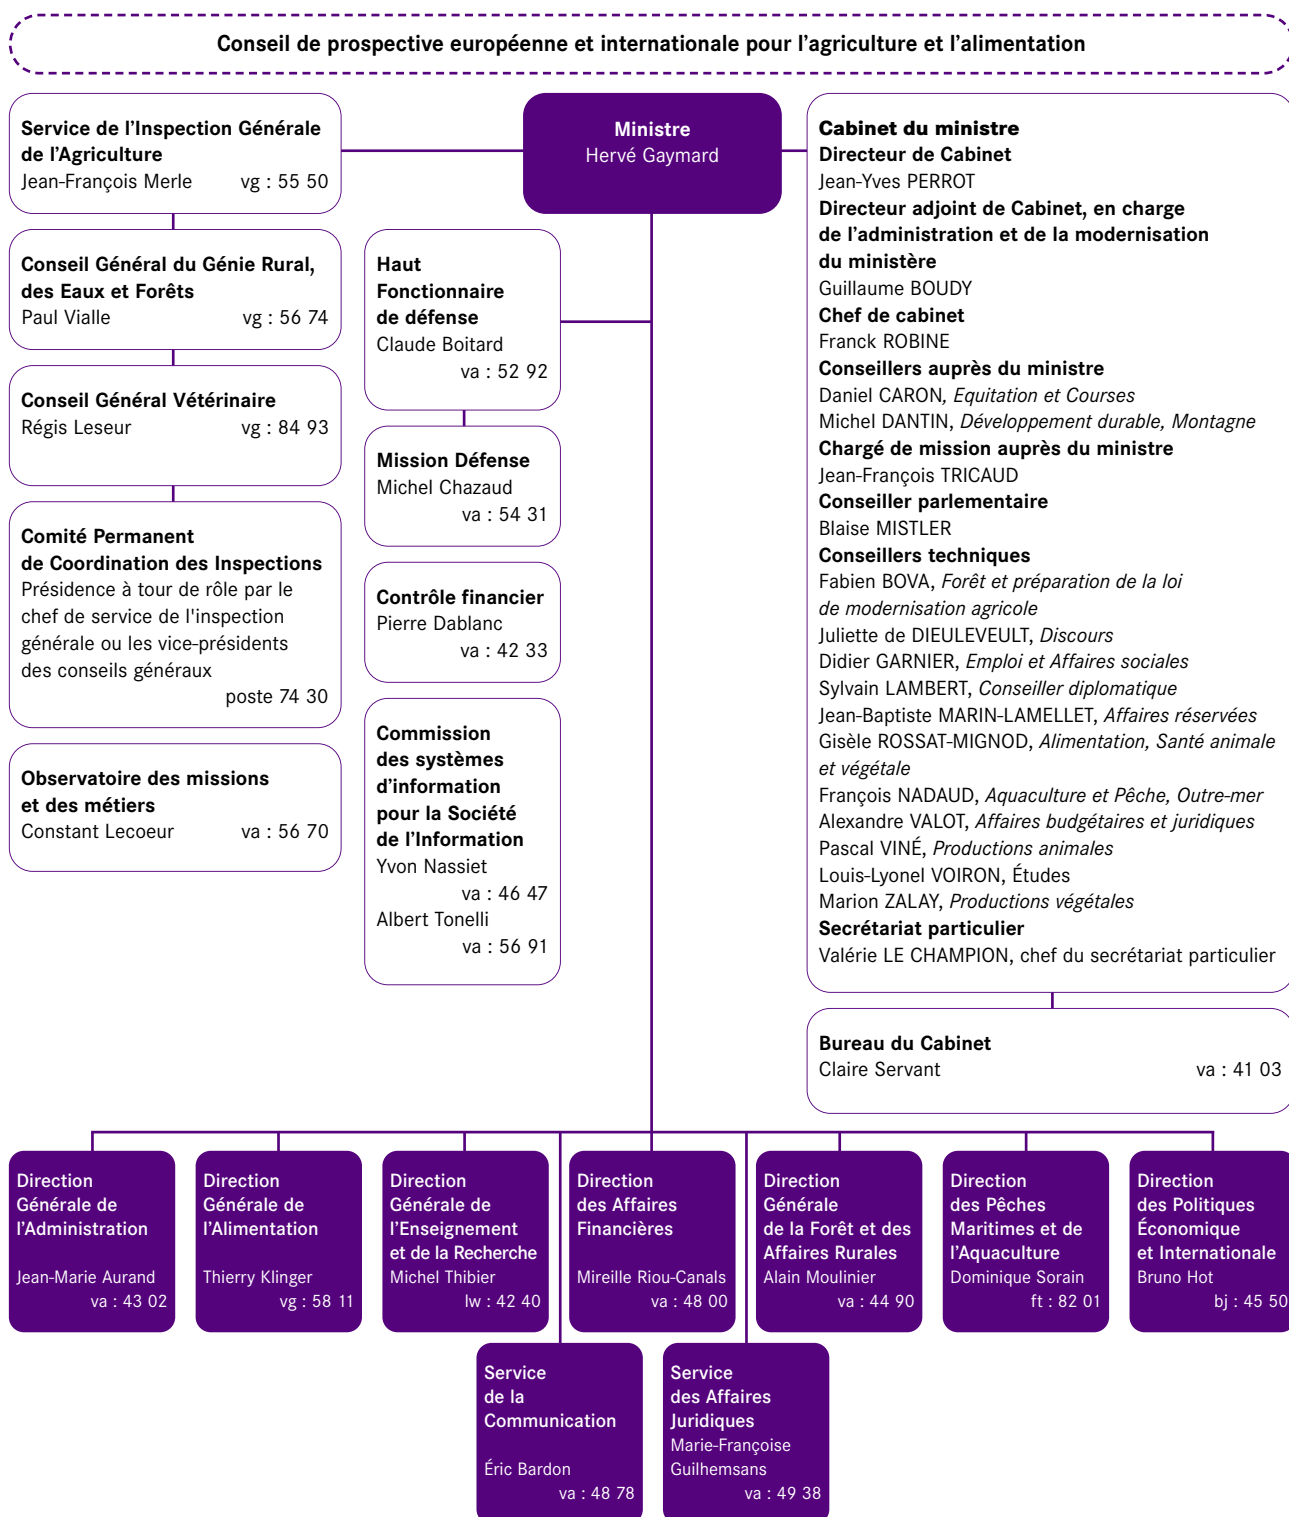 Conseil de prospective européenne et internationale pour l'agriculture et l'alimentation
Service de l'Inspection Générale
de l'Agriculture
Jean-François Merle vg : 55 50
Conseil Général du Génie Rural,
des Eaux et Forêts
Paul Vialle vg : 56 74
Conseil Général Vétérinaire
Régis Leseur vg : 84 93
Comité Permanent
de Coordination des Inspections
Présidence à tour de rôle par le
chef de service de l'inspection
générale ou les vice-présidents
des conseils généraux
poste 74 30
Observatoire des missions
et des métiers
Constant Lecoeur va : 56 70
Ministre
Hervé Gaymard
Haut
Fonctionnaire
de défense
Claude Boitard
va : 52 92
Mission Défense
Michel Chazaud
va : 54 31
Contrôle financier
Pierre Dablanc
va : 42 33
Commission
des systèmes
d'information
pour la Société
de l'Information
Yvon Nassiet
va : 46 47
Albert Tonelli
va : 56 91
Cabinet du ministre
Directeur de Cabinet
Jean-Yves PERROT
Directeur adjoint de Cabinet, en charge
de l'administration et de la modernisation
du ministère
Guillaume BOUDY
Chef de cabinet
Franck ROBINE
Conseillers auprès du ministre
Daniel CARON, Equitation et Courses
Michel DANTIN, Développement durable, Montagne
Chargé de mission auprès du ministre
Jean-François TRICAUD
Conseiller parlementaire
Blaise MISTLER
Conseillers techniques
Fabien BOVA, Forêt et préparation de la loi
de modernisation agricole
Juliette de DIEULEVEULT, Discours
Didier GARNIER, Emploi et Affaires sociales
Sylvain LAMBERT, Conseiller diplomatique
Jean-Baptiste MARIN-LAMELLET, Affaires réservées
Gisèle ROSSAT-MIGNOD, Alimentation, Santé animale
et végétale
François NADAUD, Aquaculture et Pêche, Outre-mer
Alexandre VALOT, Affaires budgétaires et juridiques
Pascal VINÉ, Productions animales
Louis-Lyonel VOIRON, Études
Marion ZALAY, Productions végétales
Secrétariat particulier
Valérie LE CHAMPION, chef du secrétariat particulier
Bureau du Cabinet
Claire Servant va : 41 03
Direction
Générale de
l'Administration
Jean-Marie Aurand
va : 43 02
Direction
Générale de
l'Alimentation
Thierry Klinger
vg : 58 11
Direction
Générale de
l'Enseignement
et de la Recherche
Michel Thibier
lw : 42 40
Direction
des Affaires
Financières
Mireille Riou-Canals
va : 48 00
Direction
Générale
de la Forêt et des
Affaires Rurales
Alain Moulinier
va : 44 90
Direction
des Pêches
Maritimes et de
l'Aquaculture
Dominique Sorain
ft : 82 01
Direction
des Politiques
Économique
et Internationale
Bruno Hot
bj : 45 50
Service
de la
Communication
Éric Bardon
va : 48 78
Service
des Affaires
Juridiques
Marie-Françoise
Guilhemsans
va : 49 38